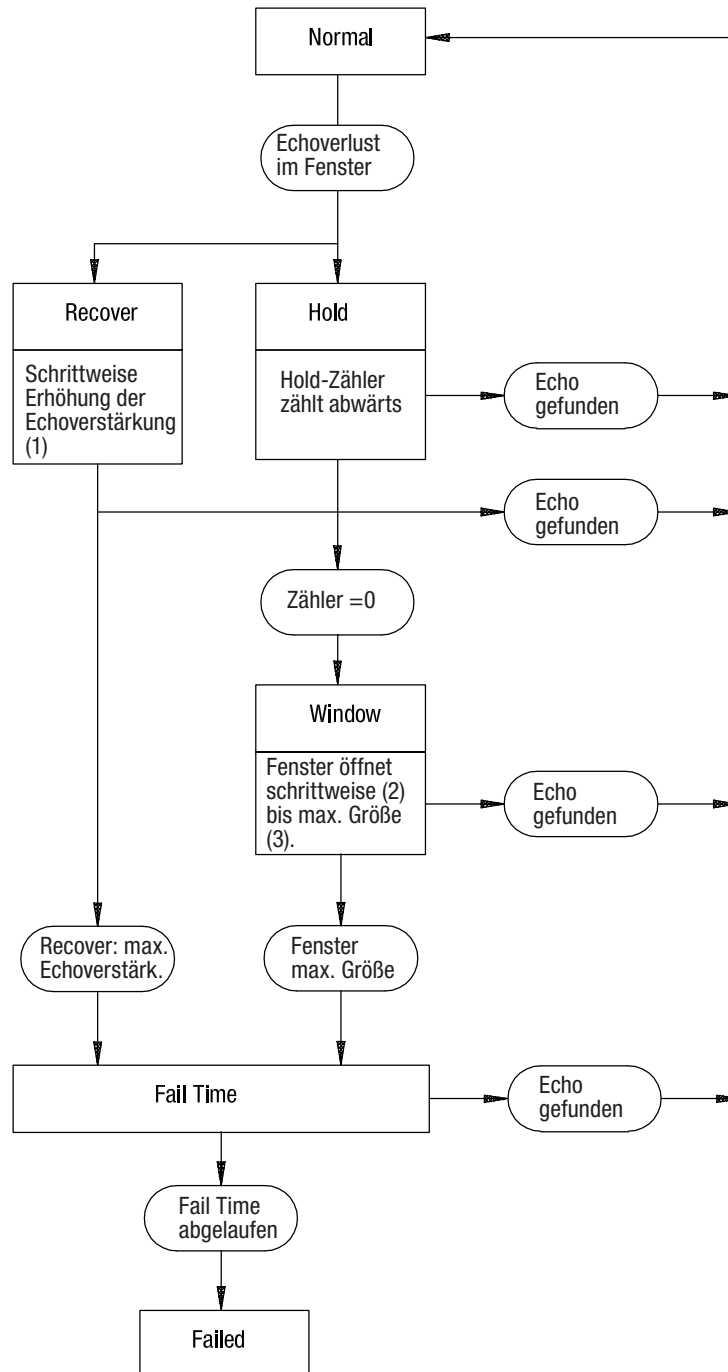 Normal
Echoverlust
im Fenster
Recover
Schrittweise
Erhöhung der
Echoverstärkung
(1)
Hold
Hold-Zähler
zählt abwärts
Echo
gefunden
Echo
gefunden
Zähler =0
Window
Fenster öffnet
schrittweise (2)
bis max. Größe
(3).
Echo
gefunden
Recover: max.
Echoverstärk.
Fenster
max. Größe
Fail Time
Echo
gefunden
Fail Time
abgelaufen
Failed